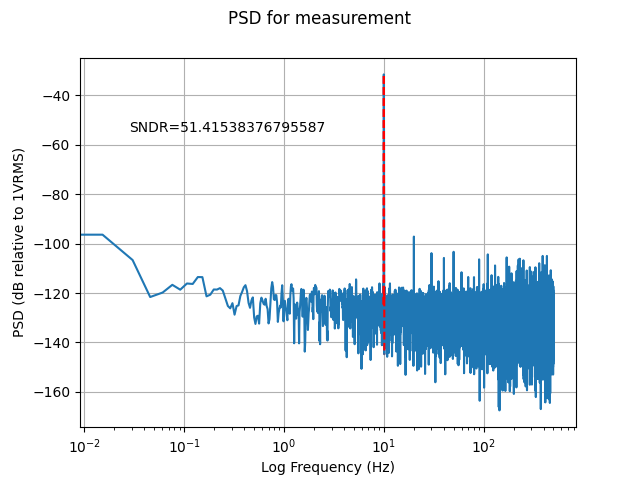 PSD for measurement
−40
SNDR=51.41538376795587
−60
−80
−100
−120
−140
−160
PSD (dB relative to 1VRMS)
10⁻² 10⁻¹ 10⁰ 10¹ 10²
Log Frequency (Hz)